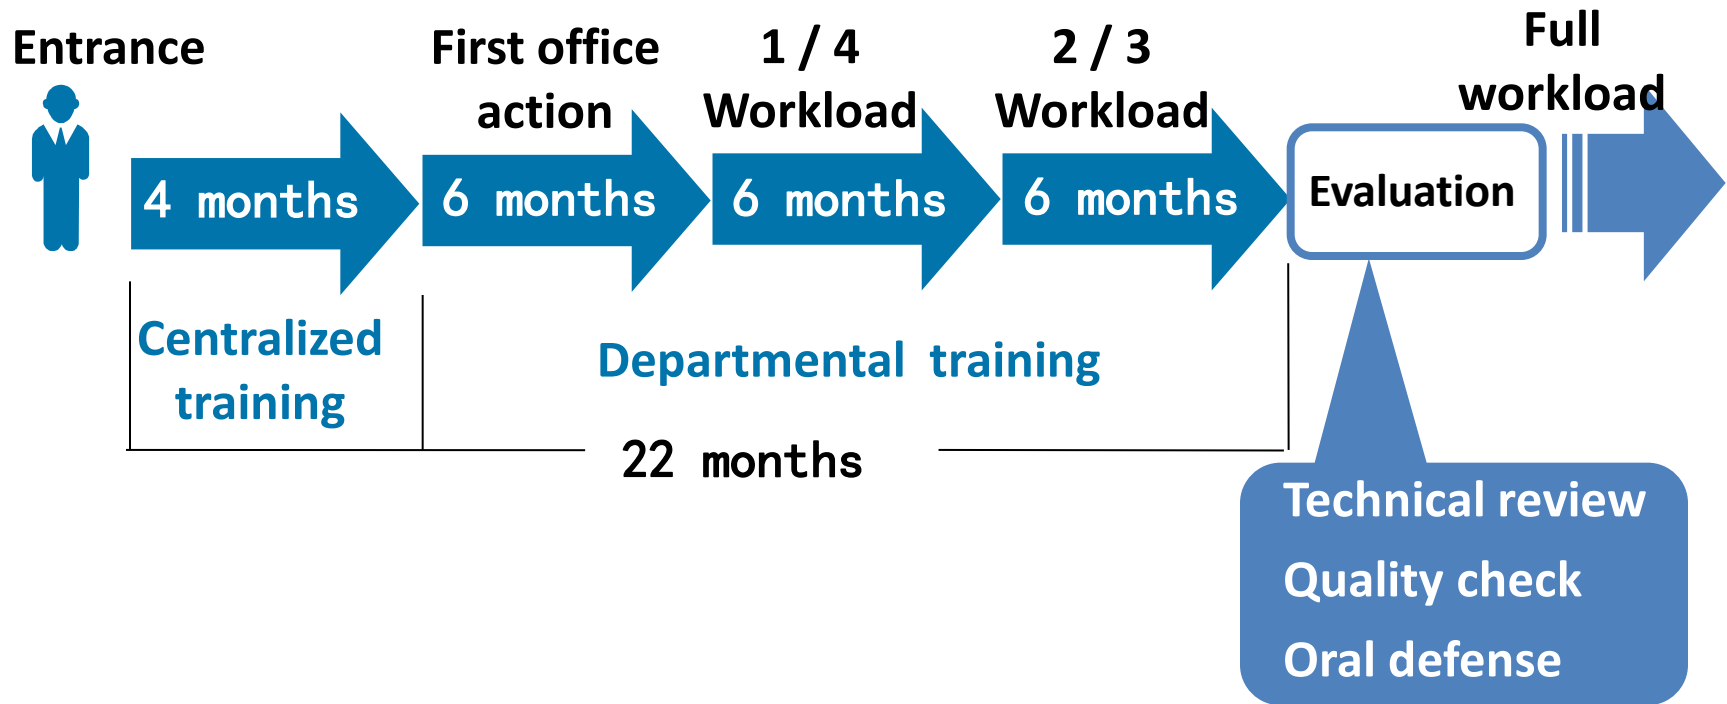 Entrance
First office
action
1 / 4
Workload
2 / 3
Workload
Full
workload
4 months
6 months
6 months
6 months
Evaluation
Centralized
training
Departmental training
22 months
Technical review
Quality check
Oral defense